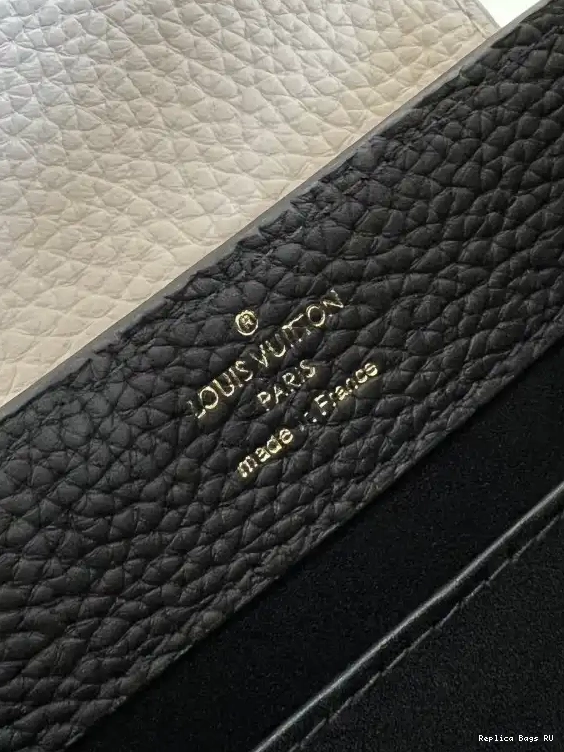 ®
LOUIS VUITTON
PARIS
made in France
Replica Bags RU